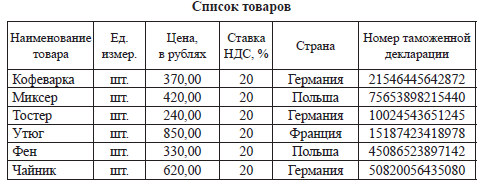 Список товаров
Наименование товара | Ед. измер. | Цена, в рублях | Ставка НДС, % | Страна | Номер таможенной декларации
Кофеварка | шт. | 370,00 | 20 | Германия | 21546445642872
Миксер | шт. | 420,00 | 20 | Польша | 75653898215440
Тостер | шт. | 240,00 | 20 | Германия | 10024543651245
Утюг | шт. | 850,00 | 20 | Франция | 15187423418978
Фен | шт. | 330,00 | 20 | Польша | 45086523897142
Чайник | шт. | 620,00 | 20 | Германия | 50820056435080